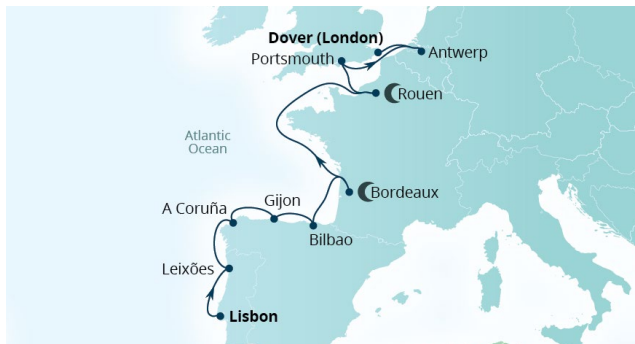 Dover (London)
Portsmouth
Antwerp
Rouen
Atlantic
Ocean
Bordeaux
Gijon
A Coruña
Bilbao
Leixões
Lisbon